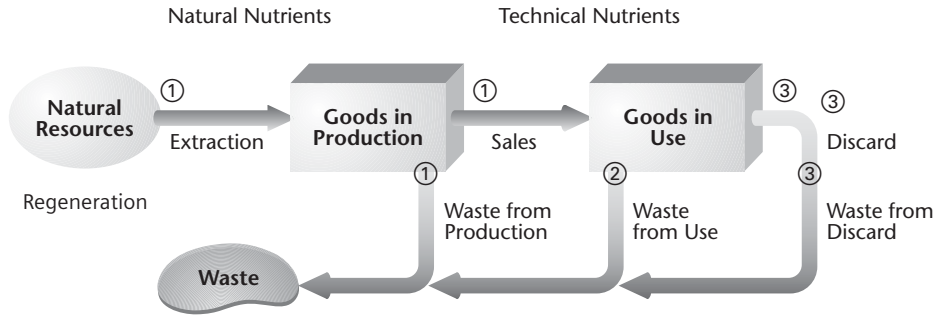 Natural Nutrients
Technical Nutrients
Natural
Resources
①
Extraction
Goods in
Production
①
Sales
Goods in
Use
③
③
Discard
Regeneration
①
Waste from
Production
②
Waste
from Use
③
Waste from
Discard
Waste